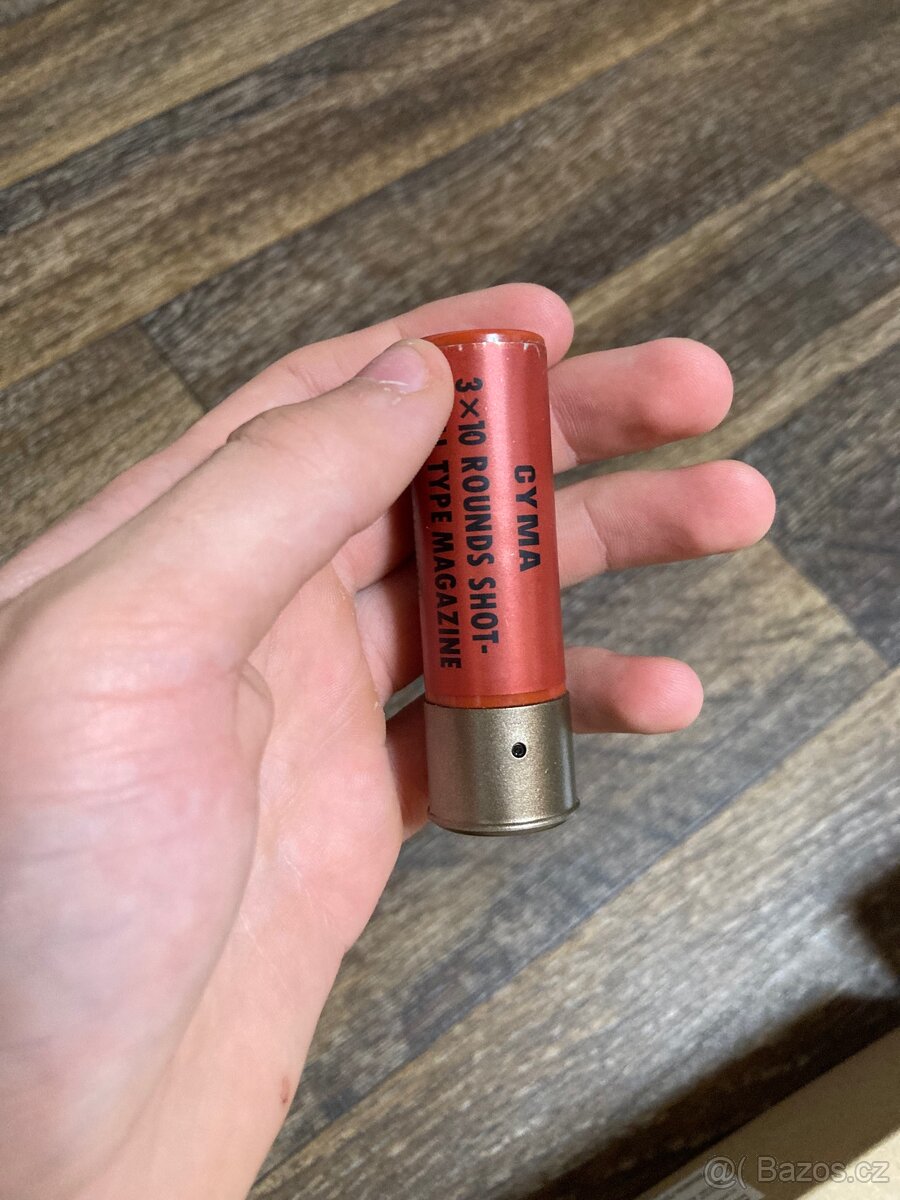 CYMA
3×10 ROUNDS SHOT-
TYPE MAGAZINE
@( Bazos.cz